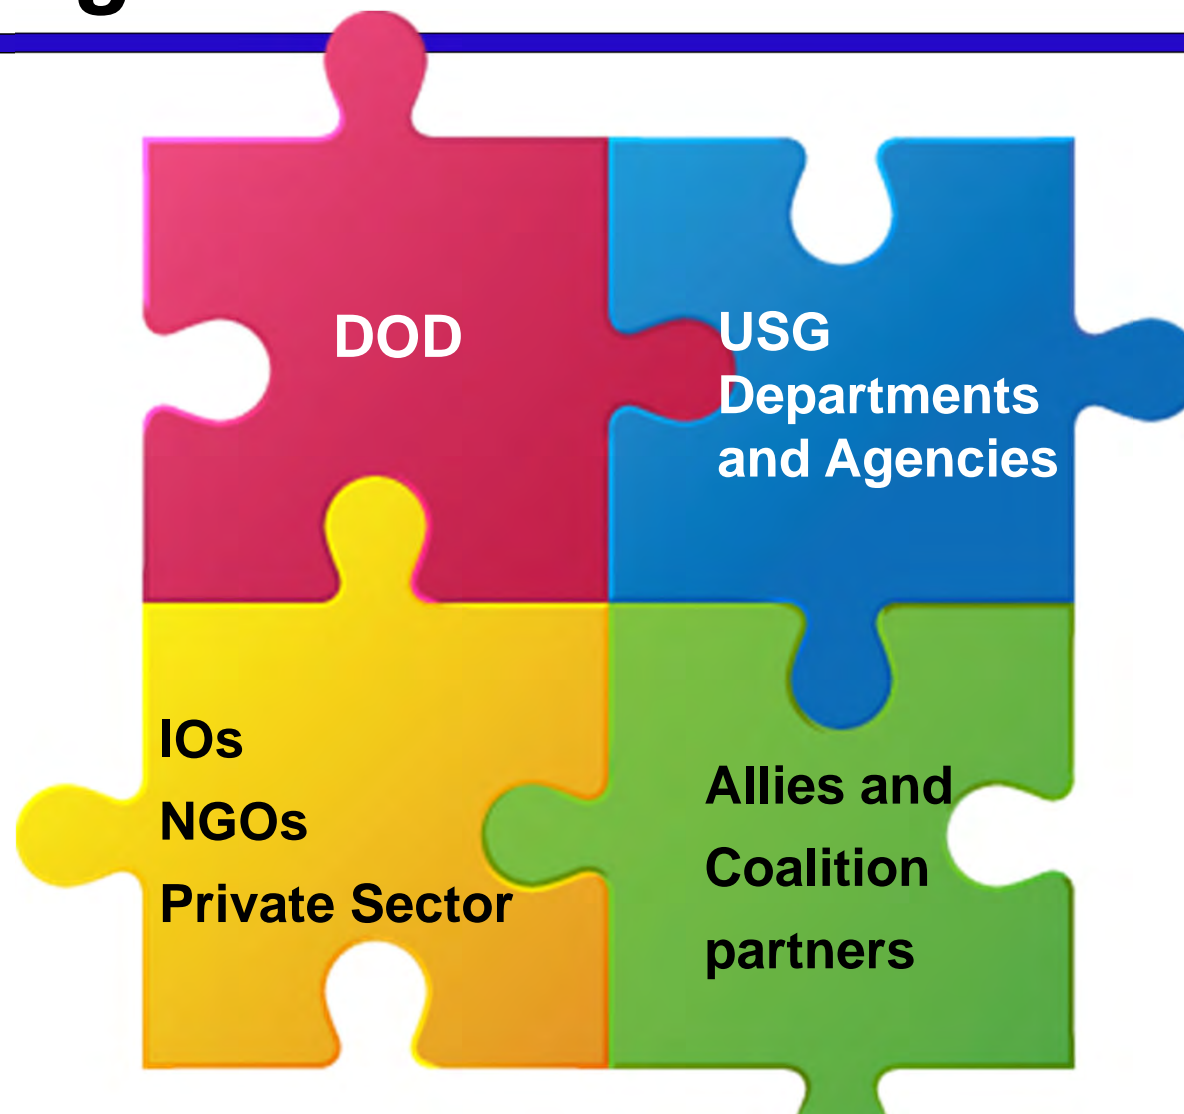 DOD
USG
Departments
and Agencies
IOs
NGOs
Private Sector
Allies and
Coalition
partners